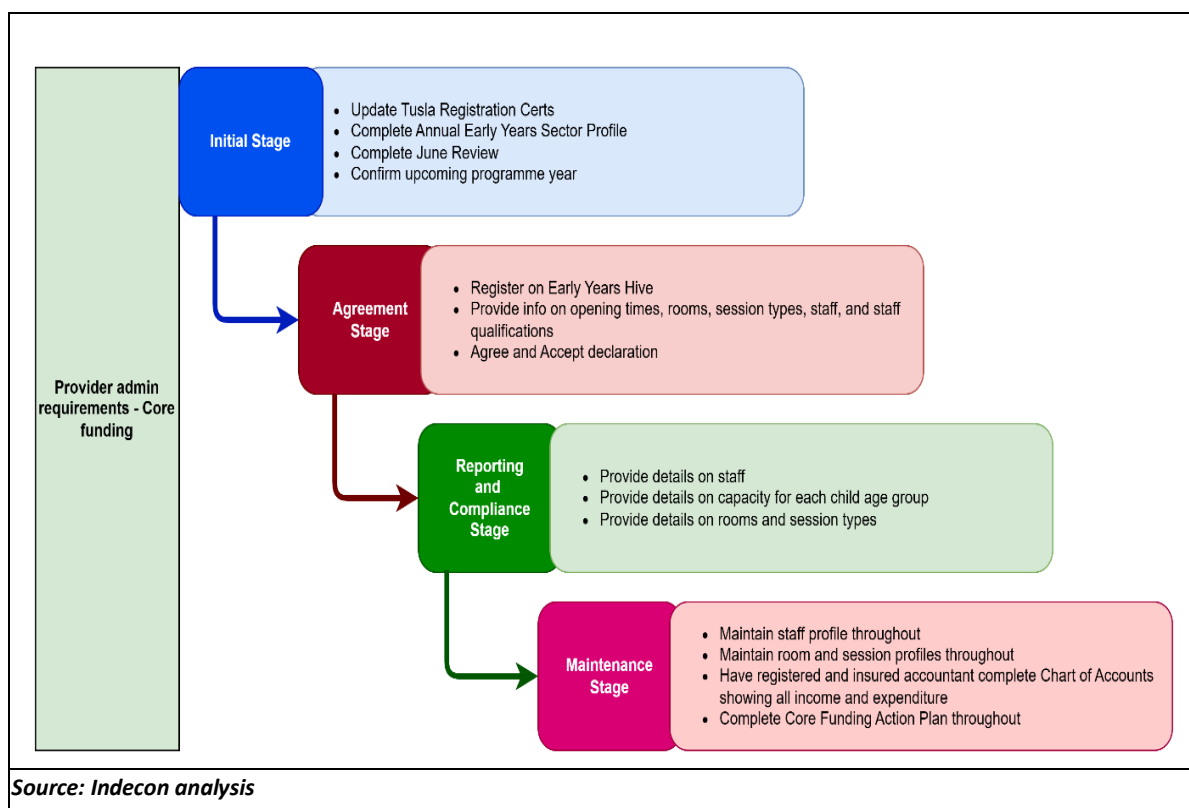 Provider admin
requirements - Core
funding
Initial Stage
• Update Tusla Registration Certs
• Complete Annual Early Years Sector Profile
• Complete June Review
• Confirm upcoming programme year
Agreement
Stage
• Register on Early Years Hive
• Provide info on opening times, rooms, session types, staff, and staff
qualifications
• Agree and Accept declaration
Reporting
and
Compliance
Stage
• Provide details on staff
• Provide details on capacity for each child age group
• Provide details on rooms and session types
Maintenance
Stage
• Maintain staff profile throughout
• Maintain room and session profiles throughout
• Have registered and insured accountant complete Chart of Accounts
showing all income and expenditure
• Complete Core Funding Action Plan throughout
Source: Indecon analysis